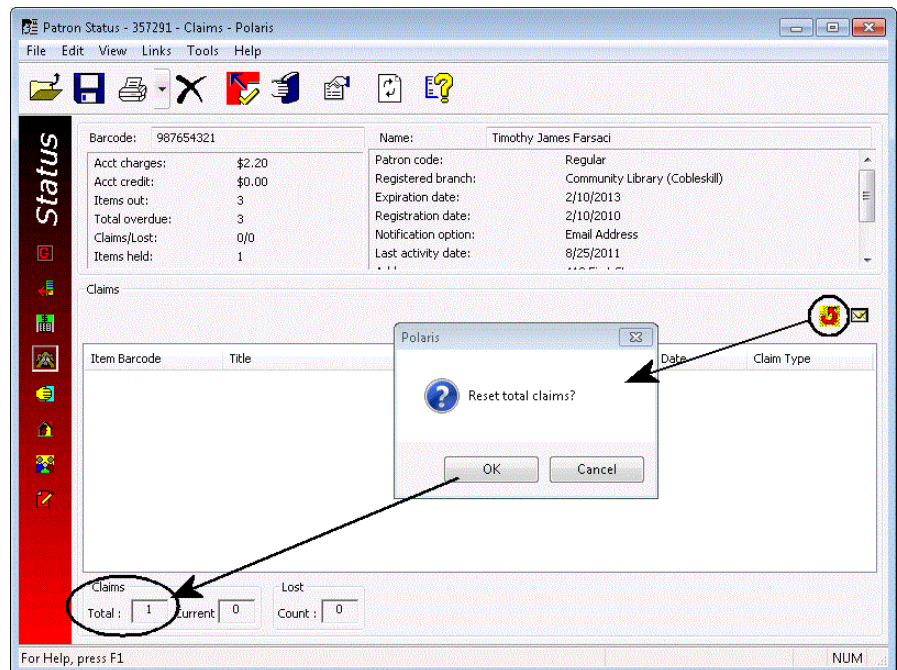 Patron Status - 357291 - Claims - Polaris
File Edit View Links Tools Help
Status
Barcode: 987654321
Name: Timothy James Farsaci
Acct charges: $2.20
Acct credit: $0.00
Items out: 3
Total overdue: 3
Claims/Lost: 0/0
Items held: 1
Patron code: Regular
Registered branch: Community Library (Cobleskill)
Expiration date: 2/10/2013
Registration date: 2/10/2010
Notification option: Email Address
Last activity date: 8/25/2011
Claims
Item Barcode Title Date Claim Type
Polaris
Reset total claims?
OK Cancel
Claims
Total : 1 Current 0
Lost
Count : 0
For Help, press F1 NUM